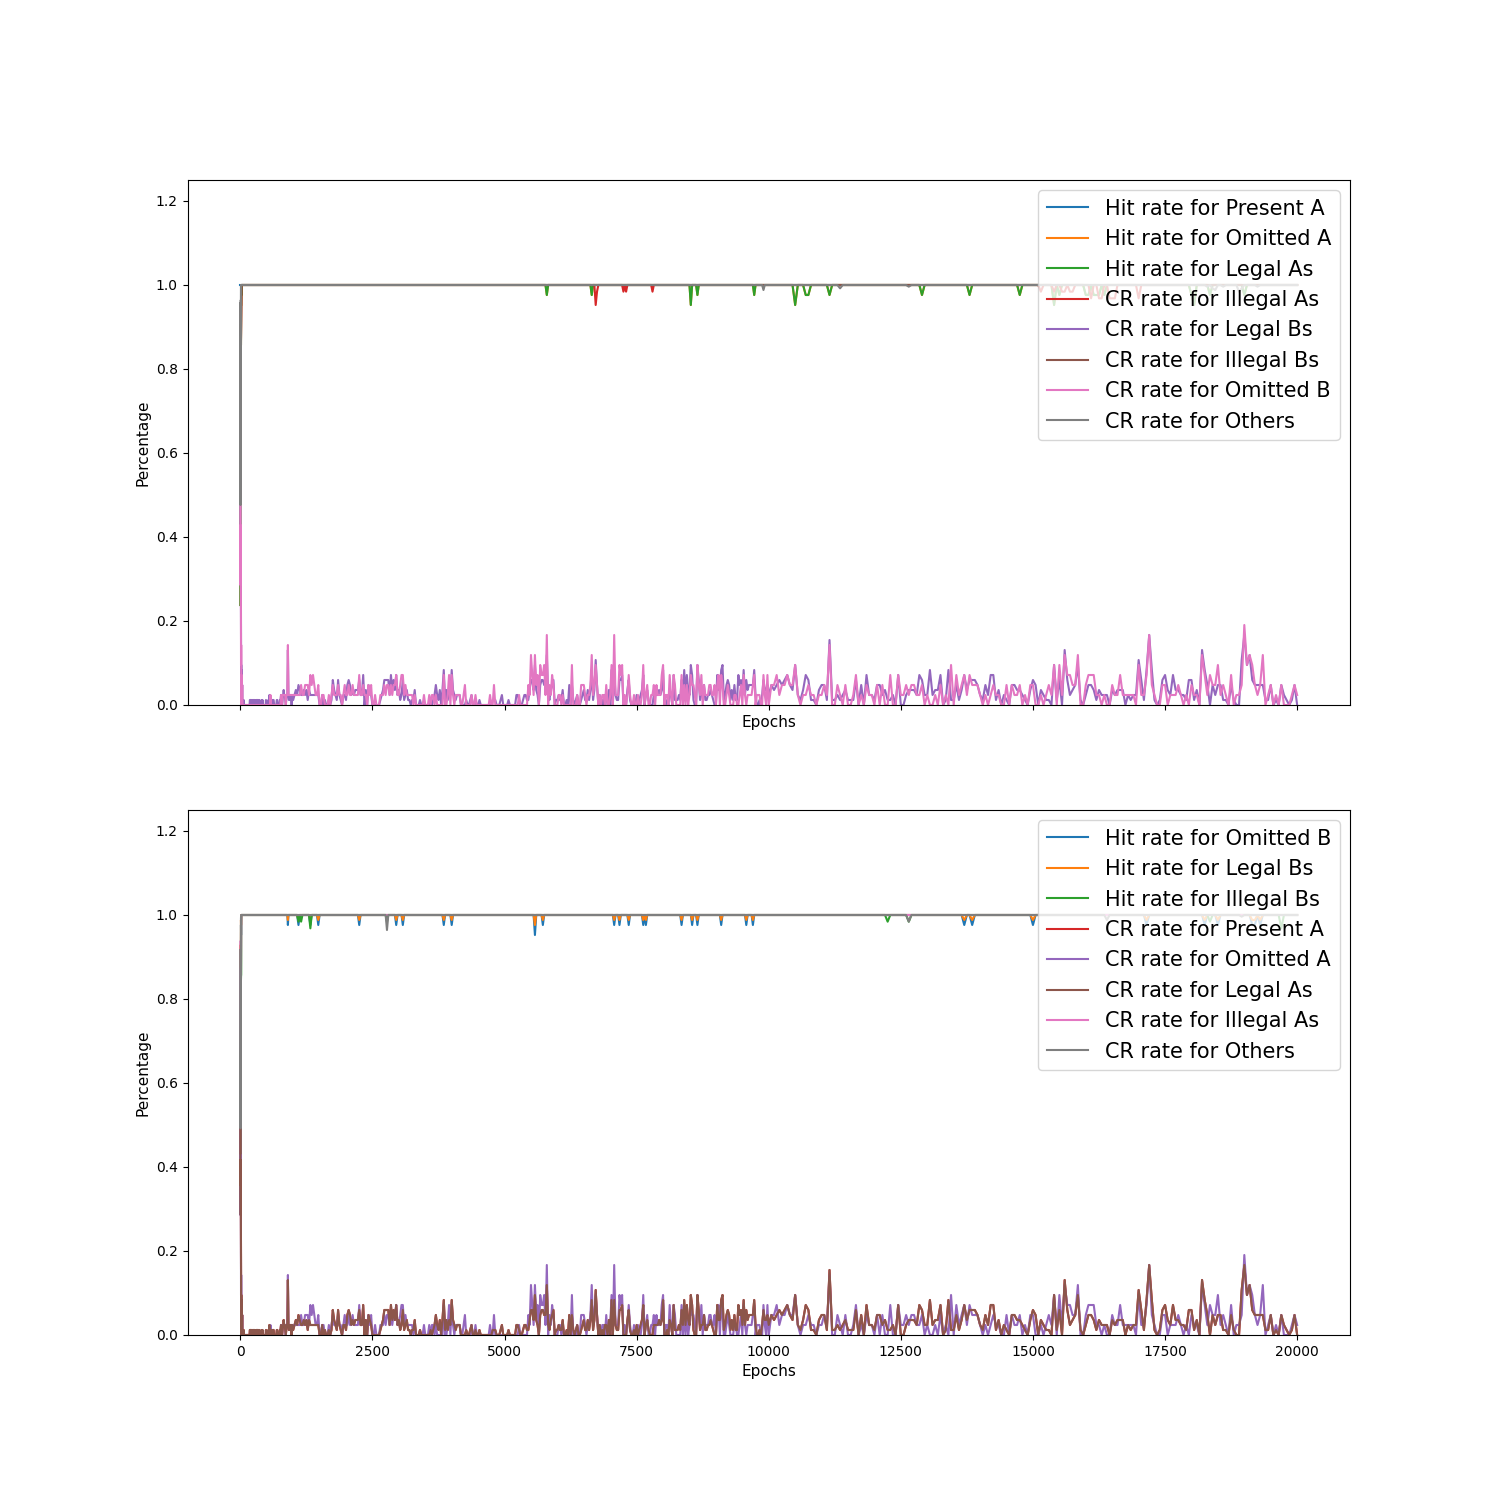 1.2
1.0
0.8
0.6
0.4
0.2
0.0
Percentage
Epochs
Hit rate for Present A
Hit rate for Omitted A
Hit rate for Legal As
CR rate for Illegal As
CR rate for Legal Bs
CR rate for Illegal Bs
CR rate for Omitted B
CR rate for Others
1.2
1.0
0.8
0.6
0.4
0.2
0.0
Percentage
0 2500 5000 7500 10000 12500 15000 17500 20000
Epochs
Hit rate for Omitted B
Hit rate for Legal Bs
Hit rate for Illegal Bs
CR rate for Present A
CR rate for Omitted A
CR rate for Legal As
CR rate for Illegal As
CR rate for Others